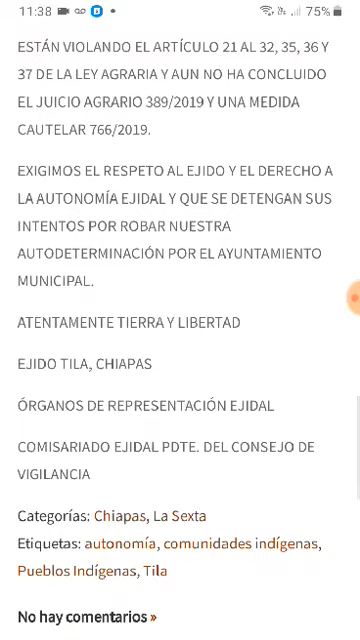 11:38 75%
ESTÁN VIOLANDO EL ARTÍCULO 21 AL 32, 35, 36 Y
37 DE LA LEY AGRARIA Y AUN NO HA CONCLUIDO
EL JUICIO AGRARIO 389/2019 Y UNA MEDIDA
CAUTELAR 766/2019.
EXIGIMOS EL RESPETO AL EJIDO Y EL DERECHO A
LA AUTONOMÍA EJIDAL Y QUE SE DETENGAN SUS
INTENTOS POR ROBAR NUESTRA
AUTODETERMINACIÓN POR EL AYUNTAMIENTO
MUNICIPAL.
ATENTAMENTE TIERRA Y LIBERTAD
EJIDO TILA, CHIAPAS
ÓRGANOS DE REPRESENTACIÓN EJIDAL
COMISARIADO EJIDAL PDTE. DEL CONSEJO DE
VIGILANCIA
Categorías: Chiapas, La Sexta
Etiquetas: autonomía, comunidades indígenas,
Pueblos Indígenas, Tila
No hay comentarios »